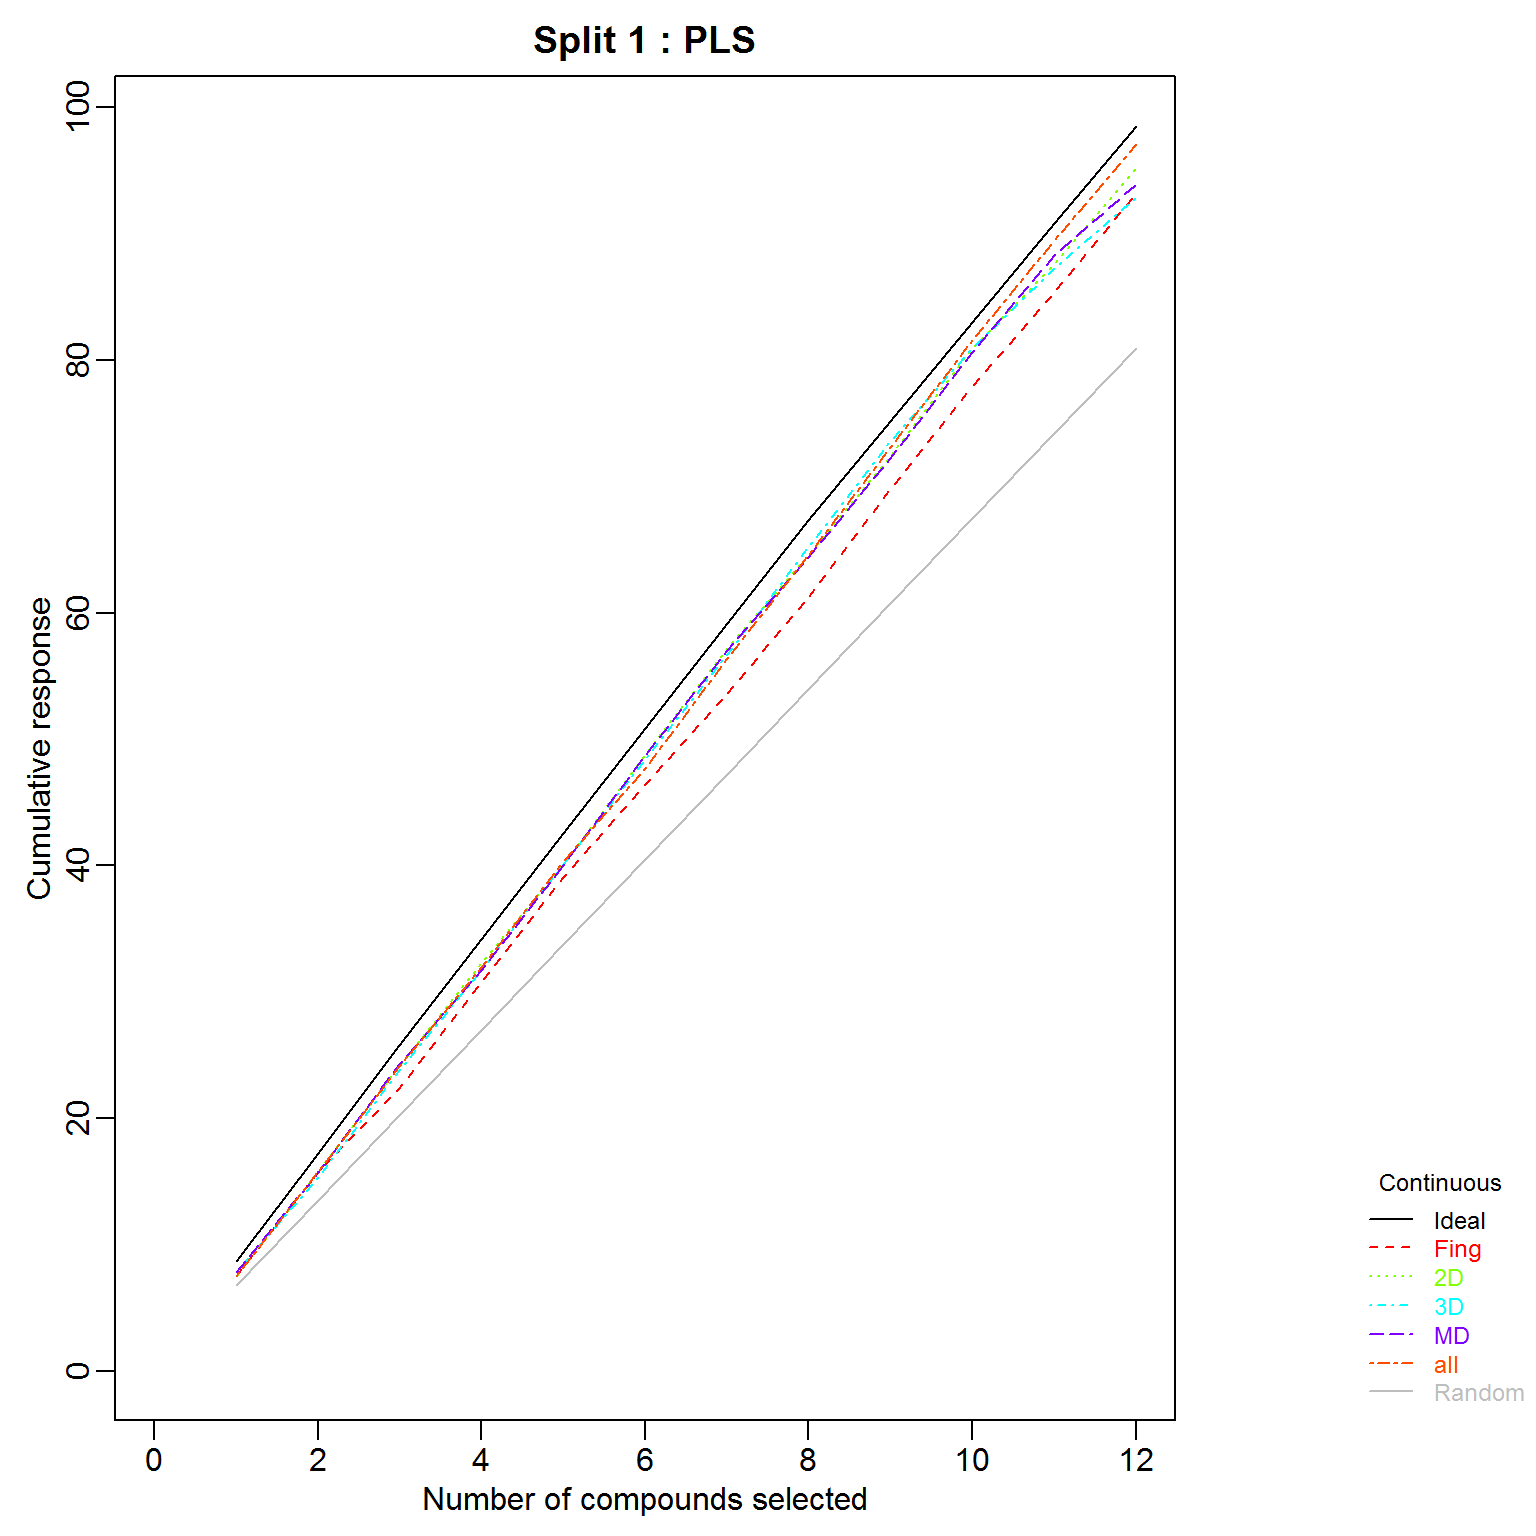 Split 1 : PLS
100
80
60
40
20
0
Cumulative response
0 2 4 6 8 10 12
Number of compounds selected
Continuous
Ideal
Fing
2D
3D
MD
all
Random